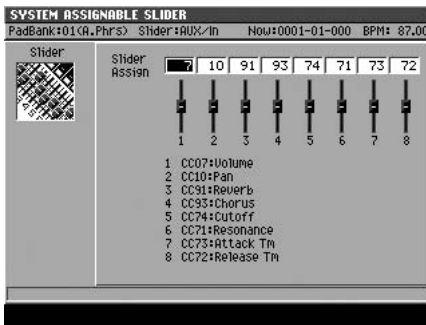 SYSTEM ASSIGNABLE SLIDER
PadBank:01(A.Phrs) Slider:AUX/In Now:0001-01-000 BPM: 87.00
Slider
Slider Assign 7 10 91 93 74 71 73 72
1 2 3 4 5 6 7 8
1 CC07:Volume
2 CC10:Pan
3 CC91:Reverb
4 CC93:Chorus
5 CC74:Cutoff
6 CC71:Resonance
7 CC73:Attack Tm
8 CC72:Release Tm